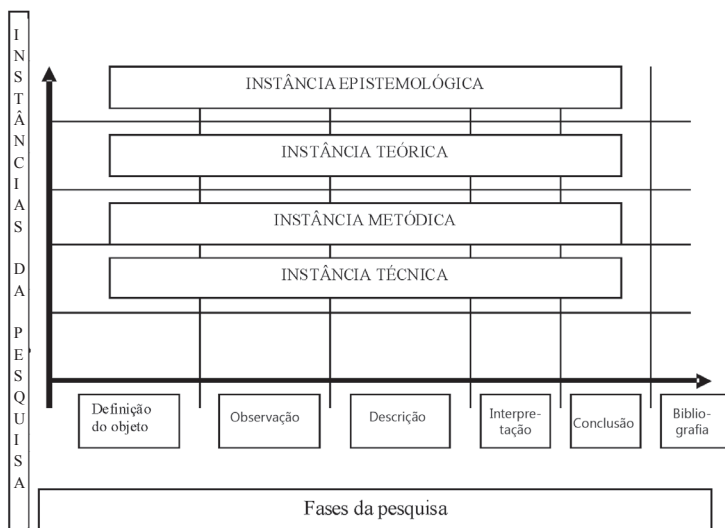 INSTÂNCIAS DA PESQUISA
INSTÂNCIA EPISTEMOLÓGICA
INSTÂNCIA TEÓRICA
INSTÂNCIA METÓDICA
INSTÂNCIA TÉCNICA
Definição
do objeto
Observação
Descrição
Interpre-
tação
Conclusão
Biblio-
grafia
Fases da pesquisa